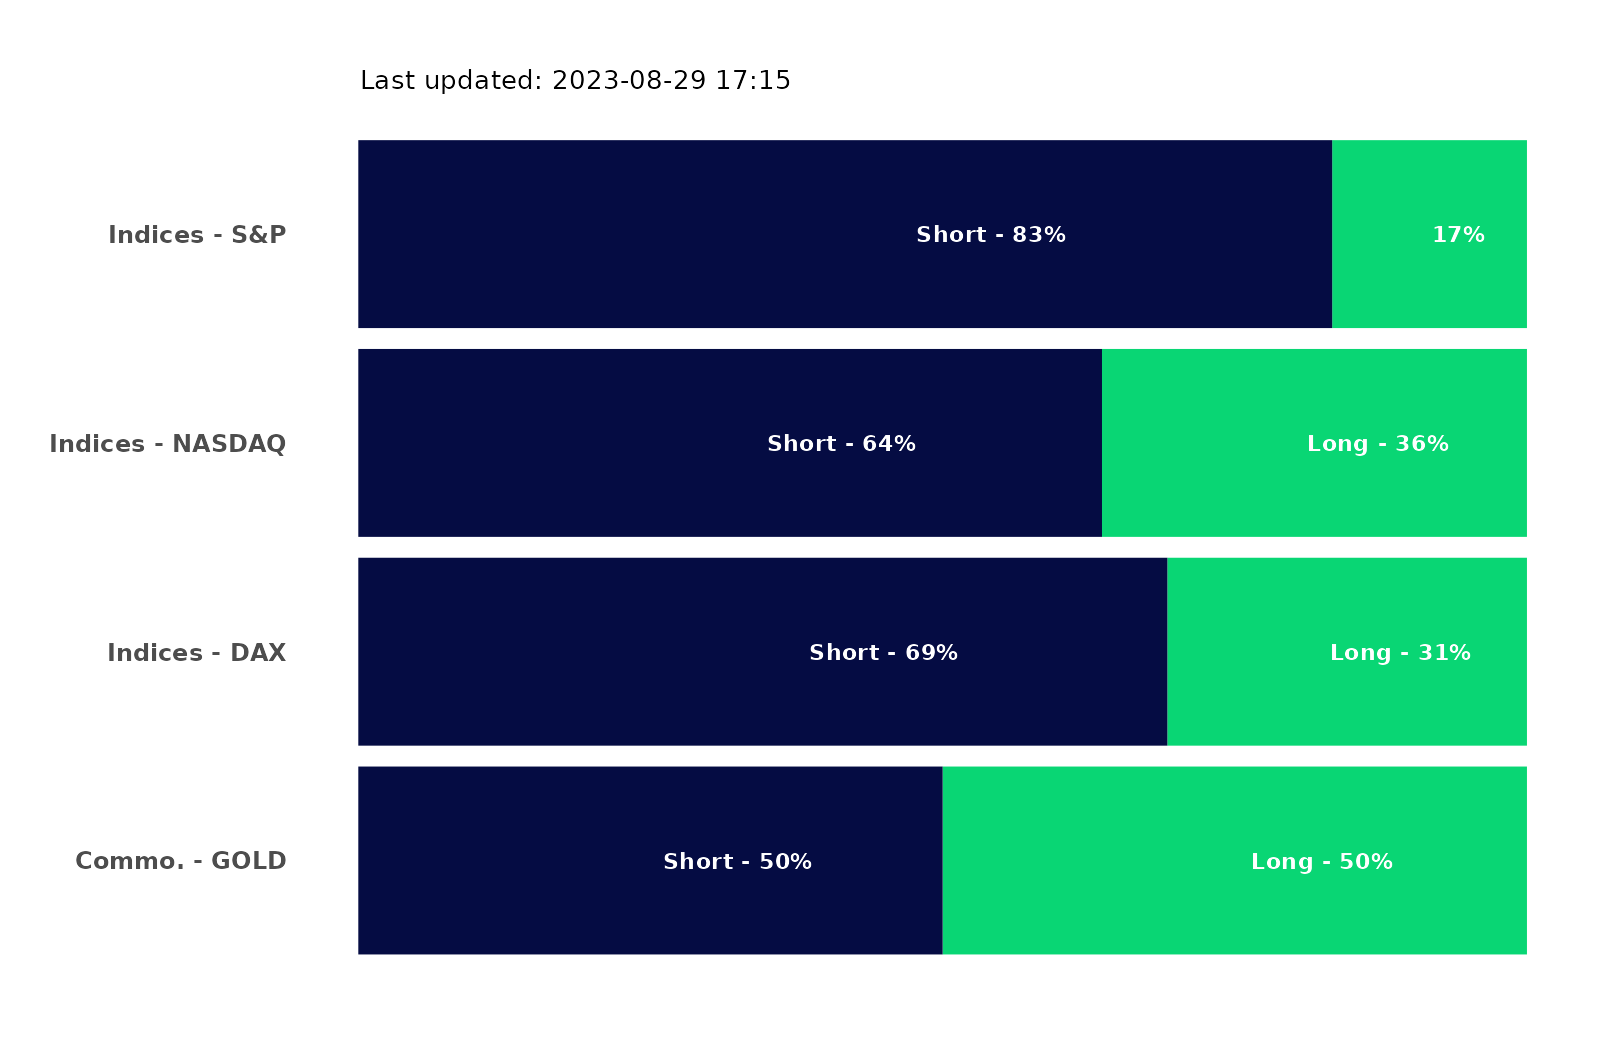 Last updated: 2023-08-29 17:15
Indices - S&P Short - 83% 17%
Indices - NASDAQ Short - 64% Long - 36%
Indices - DAX Short - 69% Long - 31%
Commo. - GOLD Short - 50% Long - 50%